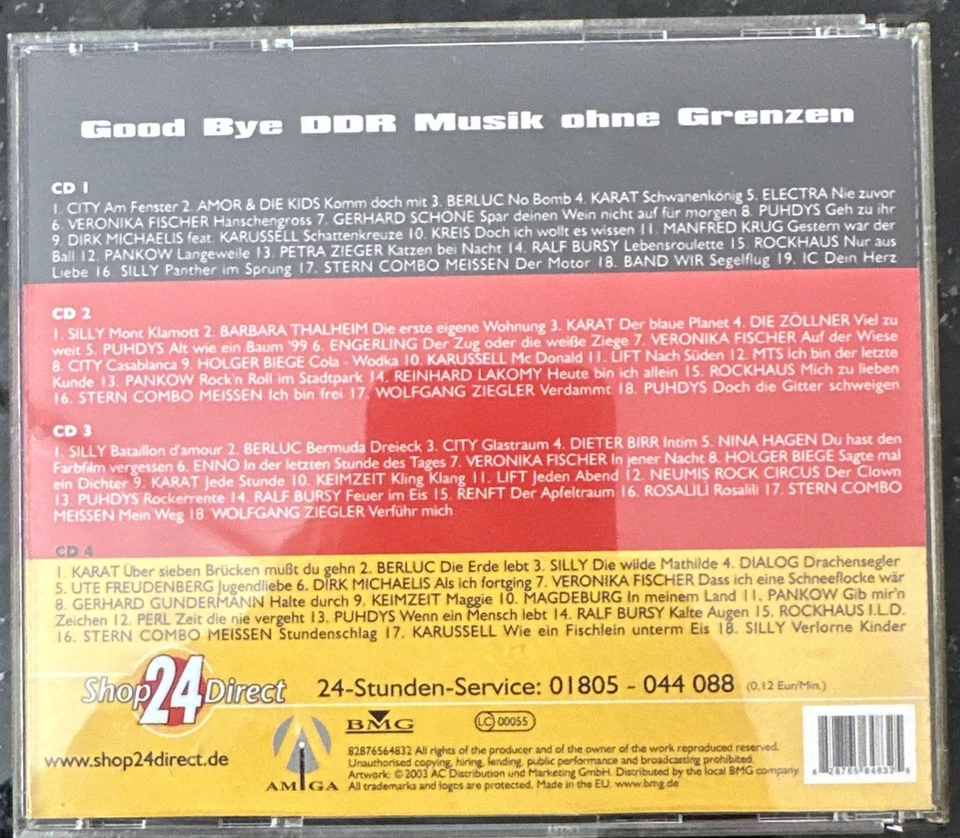 Good Bye DDR Musik ohne Grenzen
CD 1
1. CITY Am Fenster 2. AMOR & DIE KIDS Komm doch mit 3. BERLUC No Bomb 4. KARAT Schwanenkönig 5. ELECTRA Nie zuvor
6. VERONIKA FISCHER Hänschengross 7. GERHARD SCHÖNE Spar deinen Wein nicht auf für morgen 8. PUHDYS Geh zu ihr
9. DIRK MICHAELIS feat. KARUSSELL Schattenkreuze 10. KREIS Doch ich wollt es wissen 11. MANFRED KRUG Gestern war der
Ball 12. PANKOW Langeweile 13. PETRA ZIEGER Katzen bei Nacht 14. RALF BURSY Lebensroulette 15. ROCKHAUS Nur aus
Liebe 16. SILLY Panther im Sprung 17. STERN COMBO MEISSEN Der Motor 18. BAND WIR Segelflug 19. IC Dein Herz
CD 2
1. SILLY Mont Klamott 2. BARBARA THALHEIM Die erste eigene Wohnung 3. KARAT Der blaue Planet 4. DIE ZÖLLNER Viel zu
weit 5. PUHDYS Alt wie ein Baum '99 6. ENGERLING Der Zug oder die weiße Ziege 7. VERONIKA FISCHER Auf der Wiese
8. CITY Casablanca 9. HOLGER BIEGE Cola - Wodka 10. KARUSSELL Mc Donald 11. LIFT Nach Süden 12. MTS Ich bin der letzte
Kunde 13. PANKOW Rock'n Roll im Stadtpark 14. REINHARD LAKOMY Heute bin ich allein 15. ROCKHAUS Mich zu lieben
16. STERN COMBO MEISSEN Ich bin frei 17. WOLFGANG ZIEGLER Verdammt 18. PUHDYS Doch die Gitter schweigen
CD 3
1. SILLY Bataillon d'amour 2. BERLUC Bermuda Dreieck 3. CITY Glastraum 4. DIETER BIRR Intim 5. NINA HAGEN Du hast den
Farbfilm vergessen 6. ENNO In der letzten Stunde des Tages 7. VERONIKA FISCHER In jener Nacht 8. HOLGER BIEGE Sagte mal
ein Dichter 9. KARAT Jede Stunde 10. KEIMZEIT Kling Klang 11. LIFT Jeden Abend 12. NEUMIS ROCK CIRCUS Der Clown
13. PUHDYS Rockerrente 14. RALF BURSY Feuer im Eis 15. RENFT Der Apfeltraum 16. ROSALILI Rosalili 17. STERN COMBO
MEISSEN Mein Weg 18. WOLFGANG ZIEGLER Verführ mich
CD 4
1. KARAT Über sieben Brücken mußt du gehn 2. BERLUC Die Erde lebt 3. SILLY Die wilde Mathilde 4. DIALOG Drachensegler
5. UTE FREUDENBERG Jugendliebe 6. DIRK MICHAELIS Als ich fortging 7. VERONIKA FISCHER Dass ich eine Schneeflocke wär
8. GERHARD GUNDERMANN Halte durch 9. KEIMZEIT Maggie 10. MAGDEBURG In meinem Land 11. PANKOW Gib mir'n
Zeichen 12. PERL Zeit die nie vergeht 13. PUHDYS Wenn ein Mensch lebt 14. RALF BURSY Kalte Augen 15. ROCKHAUS I.L.D.
16. STERN COMBO MEISSEN Stundenschlag 17. KARUSSELL Wie ein Fischlein unterm Eis 18. SILLY Verlorne Kinder
Shop24Direct
24-Stunden-Service: 01805 - 044 088 (0,12 Eur/Min.)
www.shop24direct.de
AMIGA
BMG
LC 00055
82876564832 All rights of the producer and of the owner of the work reproduced reserved.
Unauthorised copying, hiring, lending, public performance and broadcasting prohibited.
Artwork: © 2003 AC Distribution und Marketing GmbH. Distributed by the local BMG company
All trademarks and logos are protected. Made in the EU. www.bmg.de